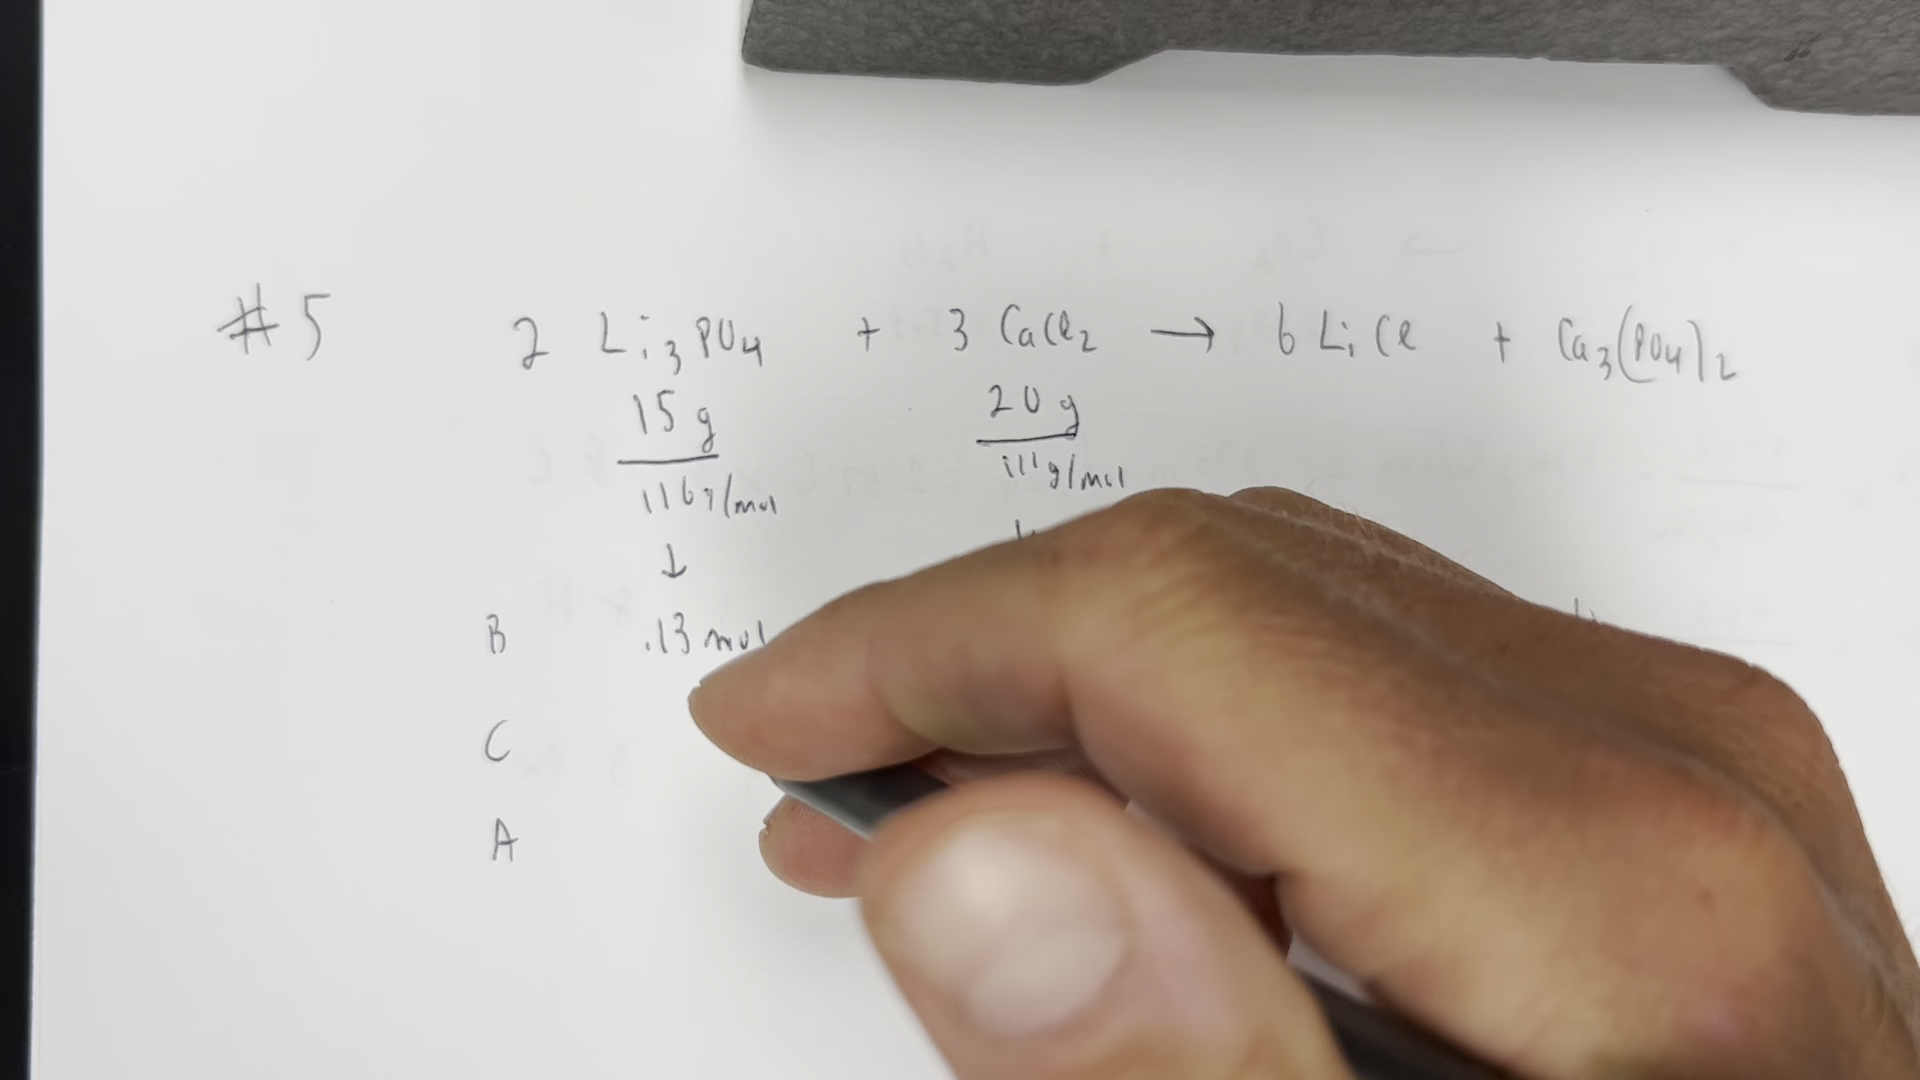 #5 2 Li₃PO₄ + 3 CaCl₂ → 6 LiCl + Ca₃(PO₄)₂
15 g 20 g
116 g/mol 111 g/mol
↓
B .13 mol
C
A